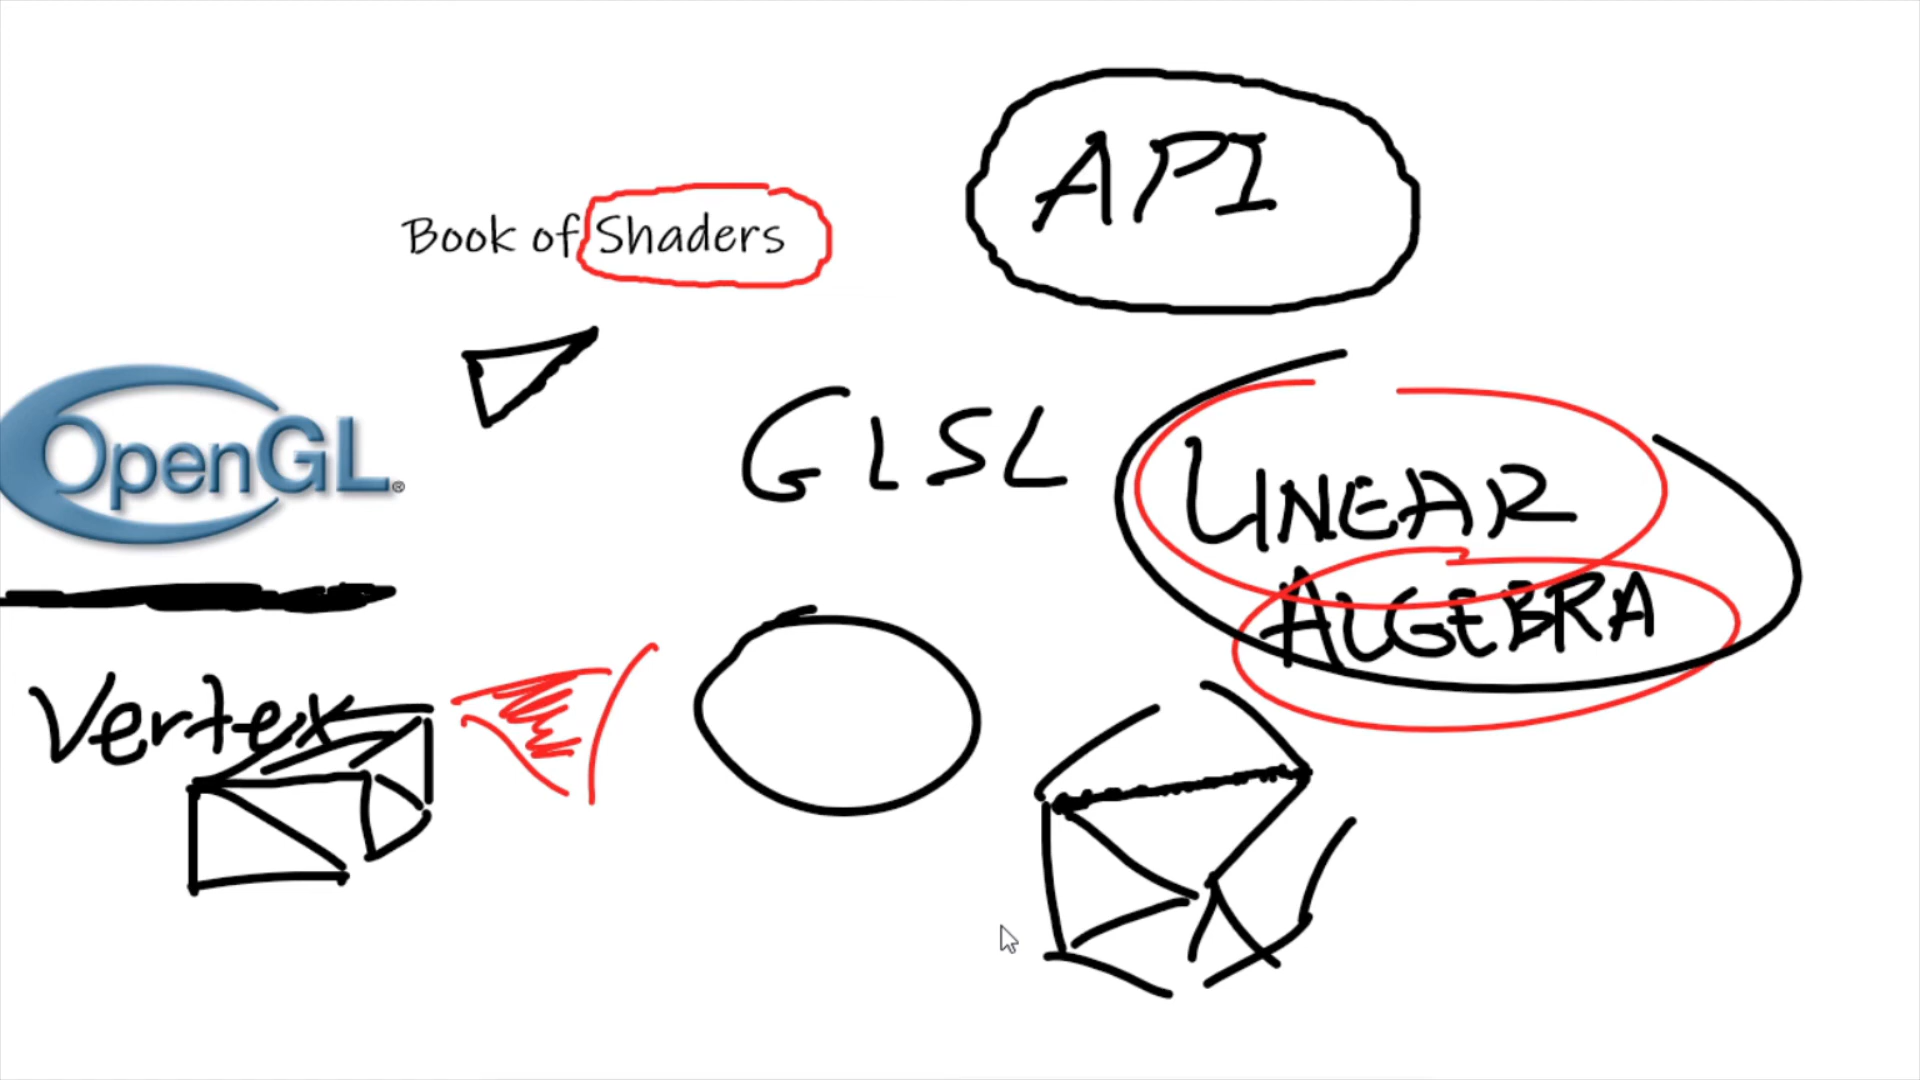 API
Book of Shaders
OpenGL®
GLSL
LINEAR
ALGEBRA
Vertex